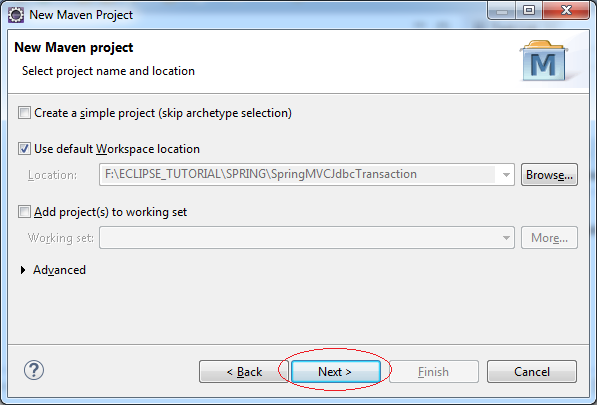 New Maven Project
New Maven project
Select project name and location
M
Create a simple project (skip archetype selection)
Use default Workspace location
Location: F:\ECLIPSE_TUTORIAL\SPRING\SpringMVCJdbcTransaction Browse...
Add project(s) to working set
Working set: More...
Advanced
? < Back Next > Finish Cancel